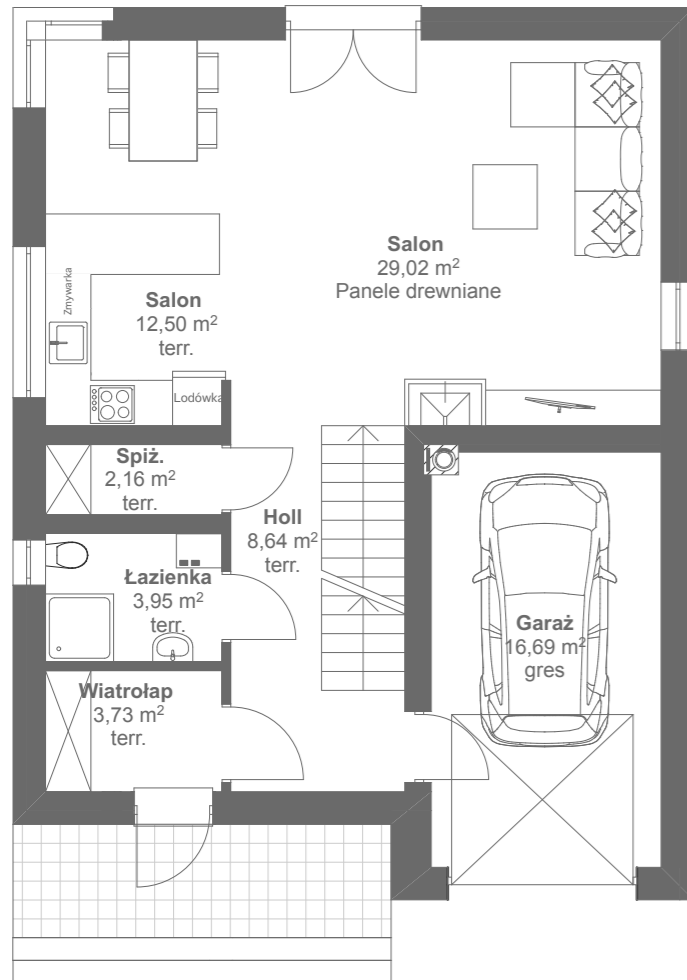 Salon
29,02 m²
Panele drewniane
Zmywarka
Salon
12,50 m²
terr.
Lodówka
Spiż.
2,16 m²
terr.
Holl
8,64 m²
terr.
Łazienka
3,95 m²
terr.
Garaż
16,69 m²
gres
Wiatrołap
3,73 m²
terr.